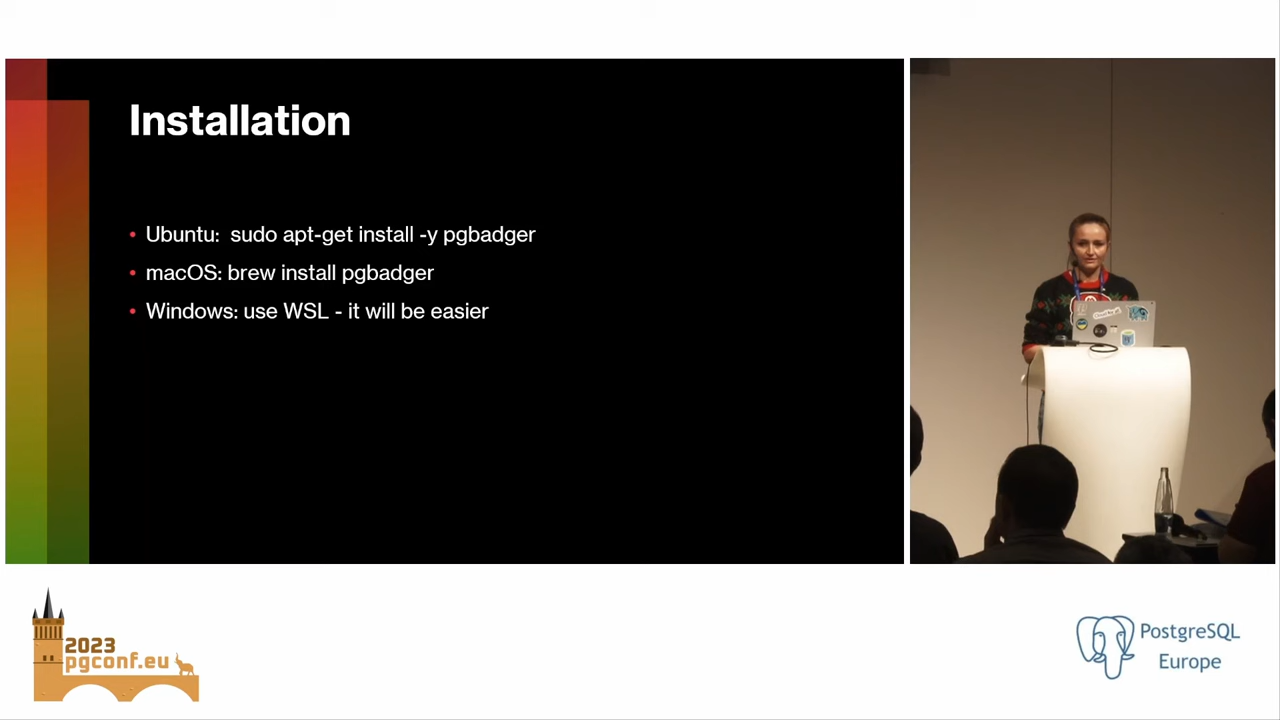 Installation
• Ubuntu: sudo apt-get install -y pgbadger
• macOS: brew install pgbadger
• Windows: use WSL - it will be easier
2023
pgconf.eu
PostgreSQL
Europe